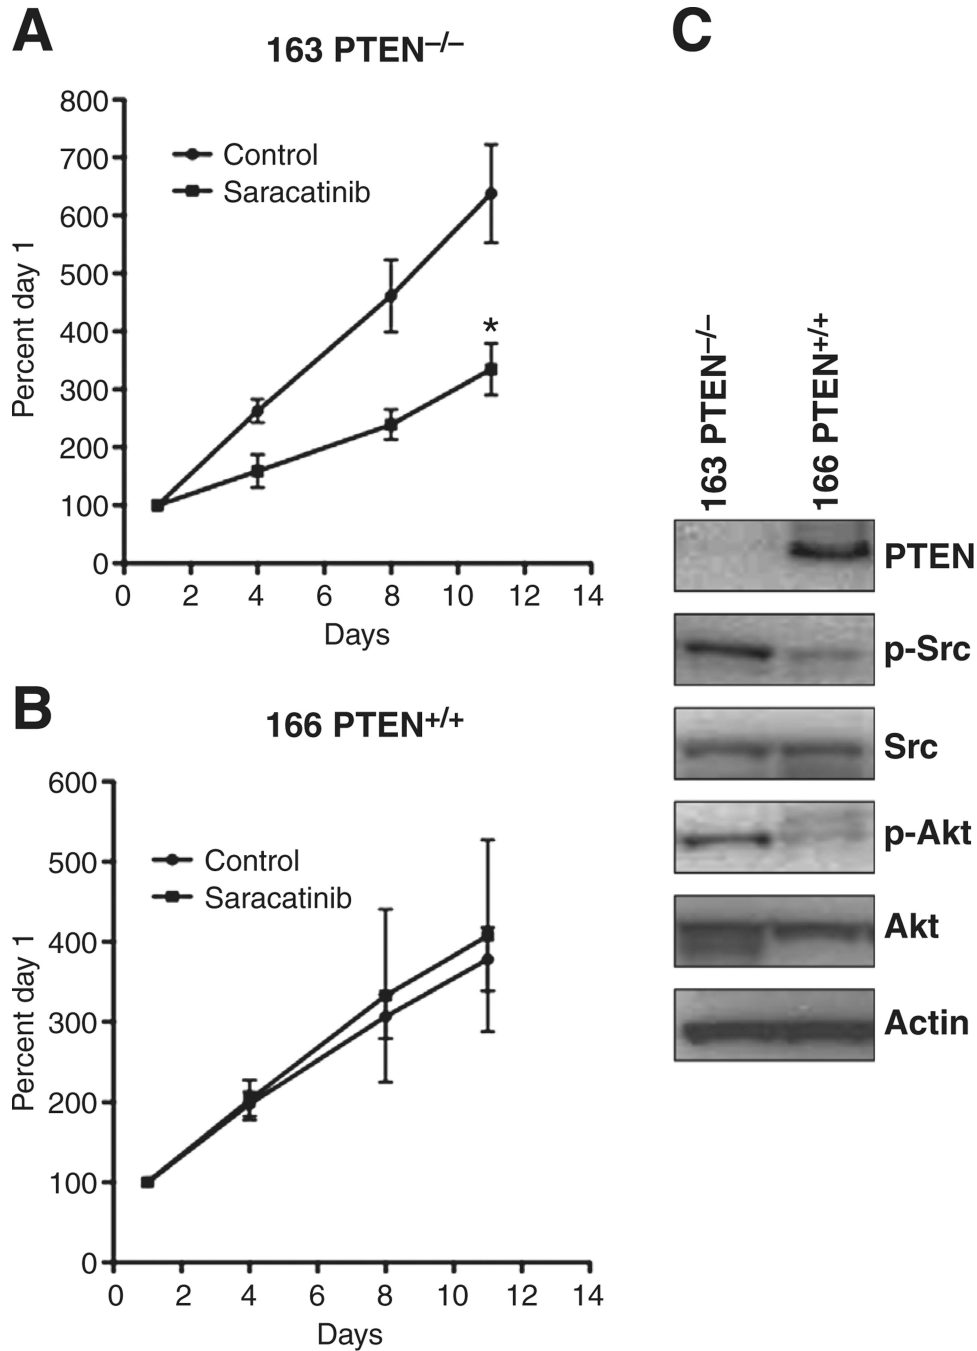 A
163 PTEN–/–
800
700
600
500
400
300
200
100
0
Percent day 1
Control
Saracatinib
*
0 2 4 6 8 10 12 14
Days
B
166 PTEN+/+
600
500
400
300
200
100
0
Percent day 1
Control
Saracatinib
0 2 4 6 8 10 12 14
Days
C
163 PTEN–/–
166 PTEN+/+
PTEN
p-Src
Src
p-Akt
Akt
Actin